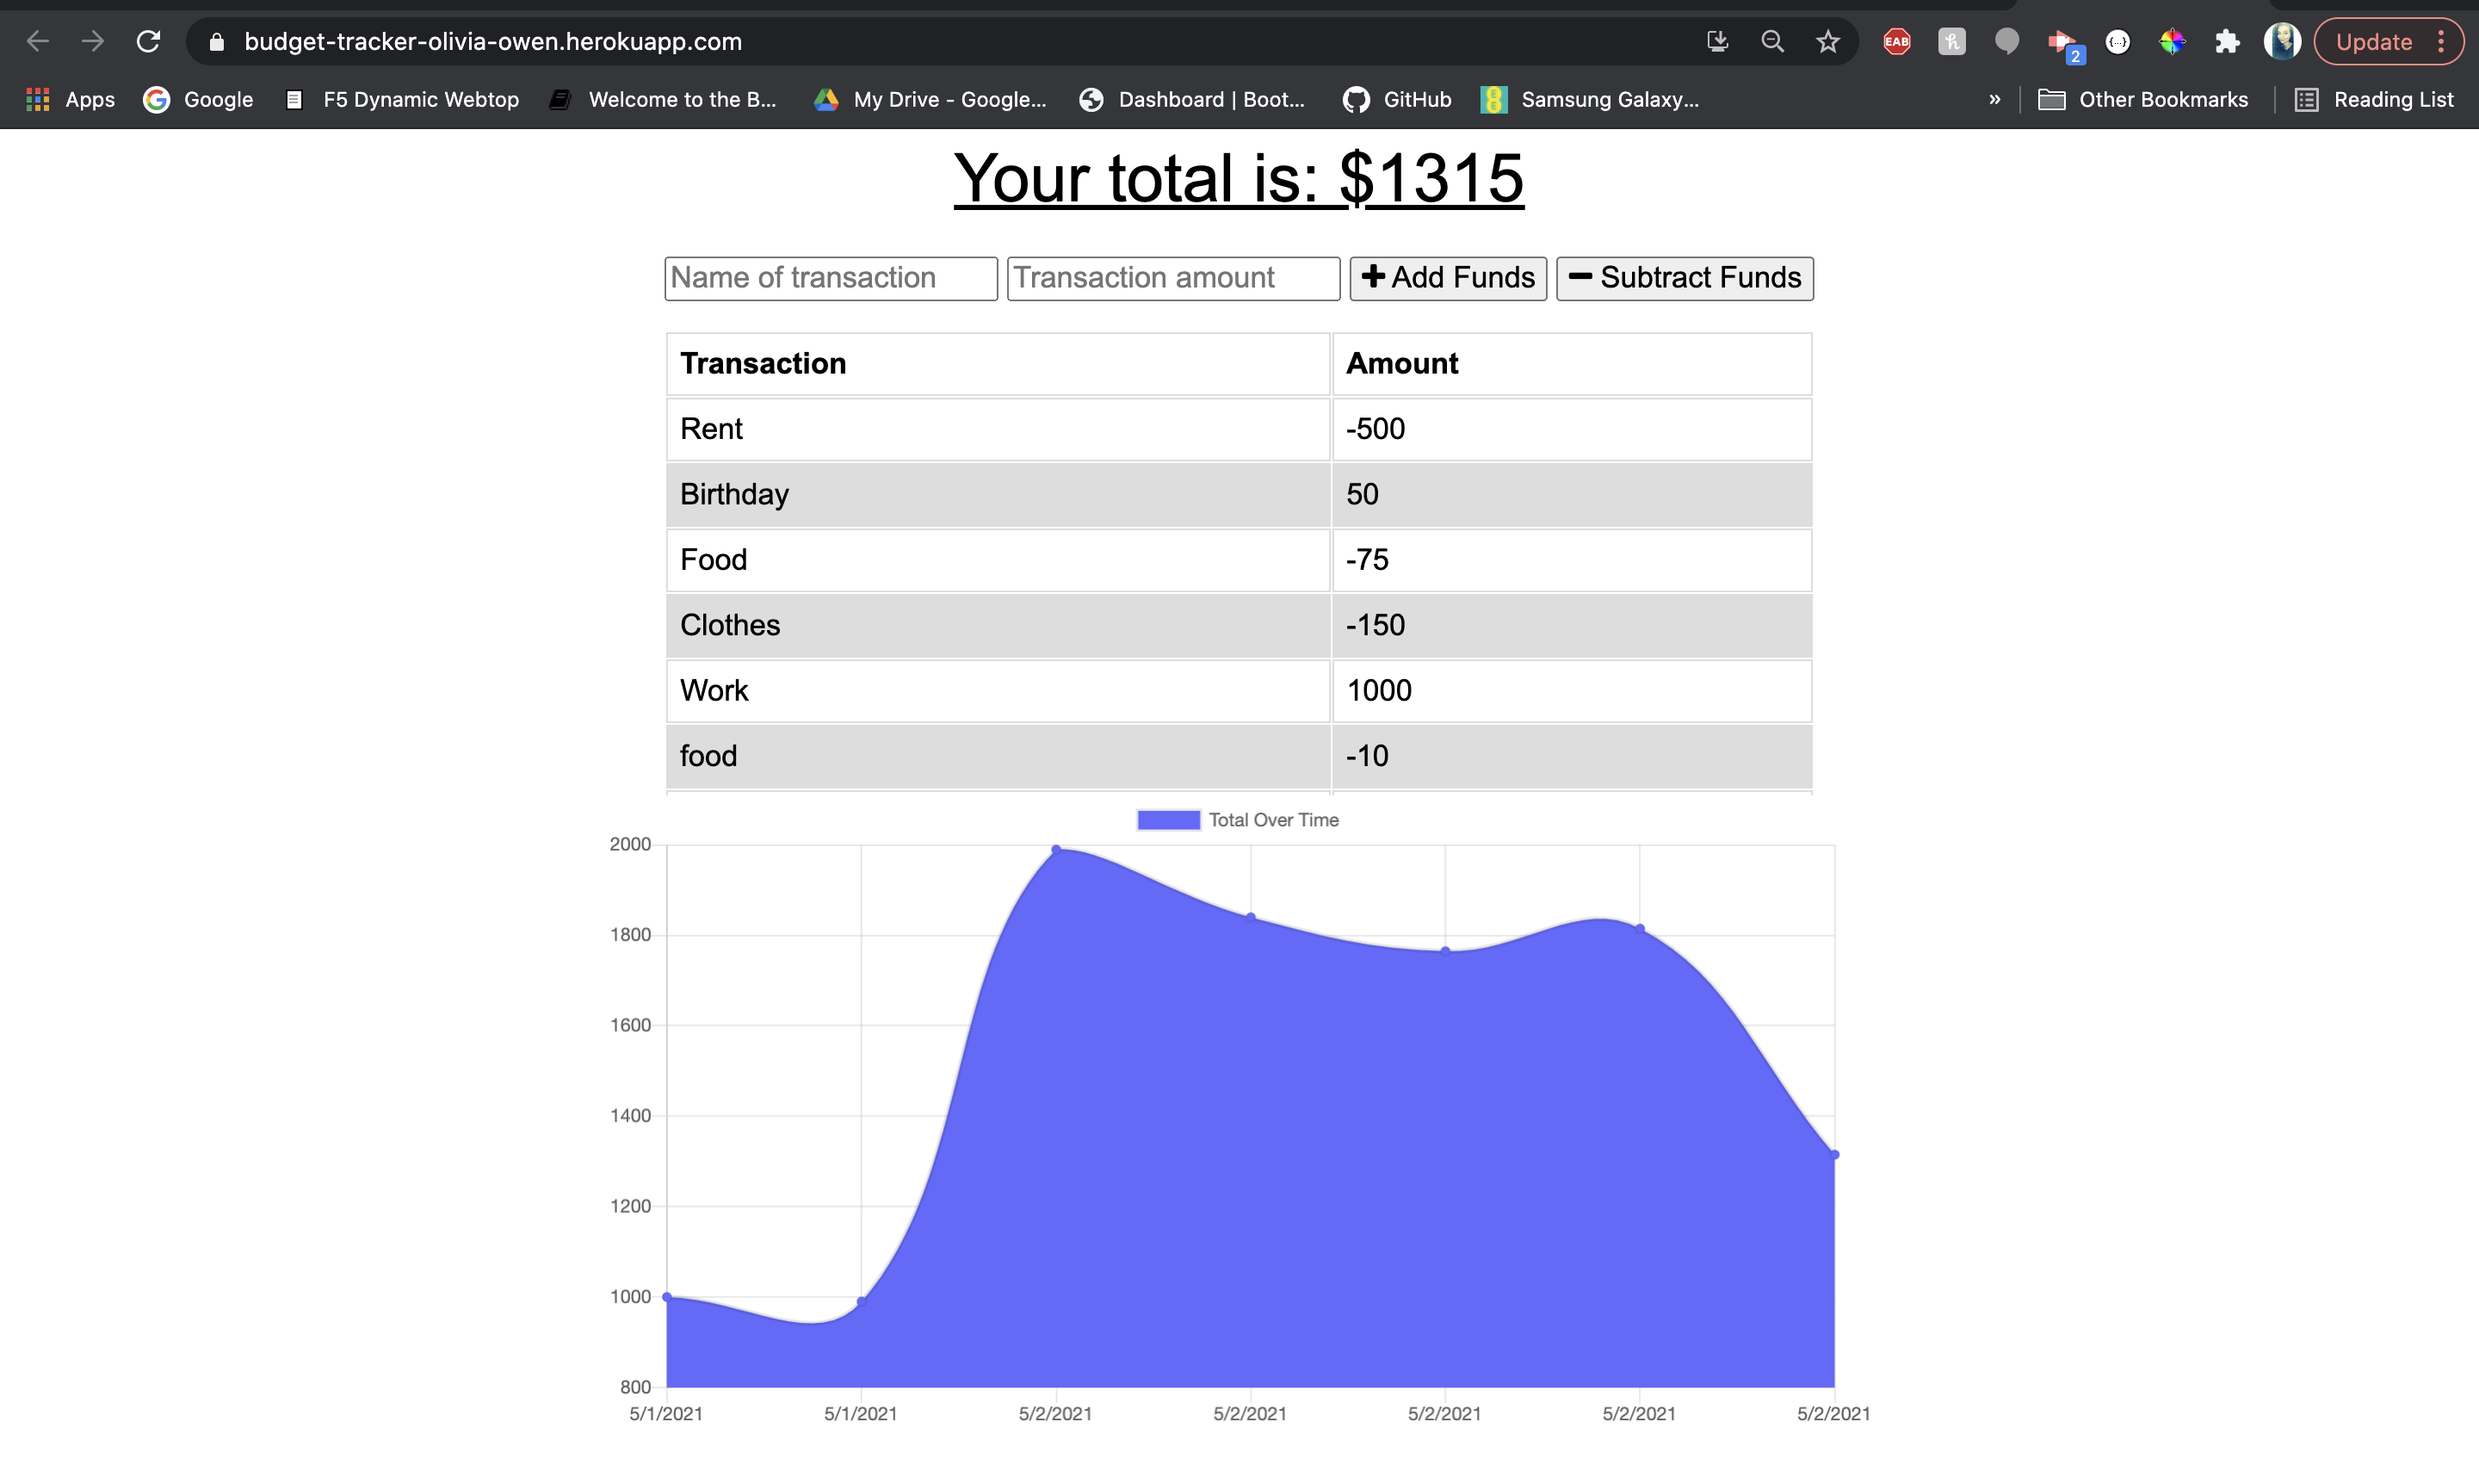 budget-tracker-olivia-owen.herokuapp.com EAB 2 Update
Apps Google F5 Dynamic Webtop Welcome to the B... My Drive - Google... Dashboard | Boot... GitHub Samsung Galaxy... » Other Bookmarks Reading List
Your total is: $1315
Name of transaction Transaction amount Add Funds Subtract Funds
Transaction Amount
Rent -500
Birthday 50
Food -75
Clothes -150
Work 1000
food -10
Total Over Time
2000
1800
1600
1400
1200
1000
800
5/1/2021 5/1/2021 5/2/2021 5/2/2021 5/2/2021 5/2/2021 5/2/2021